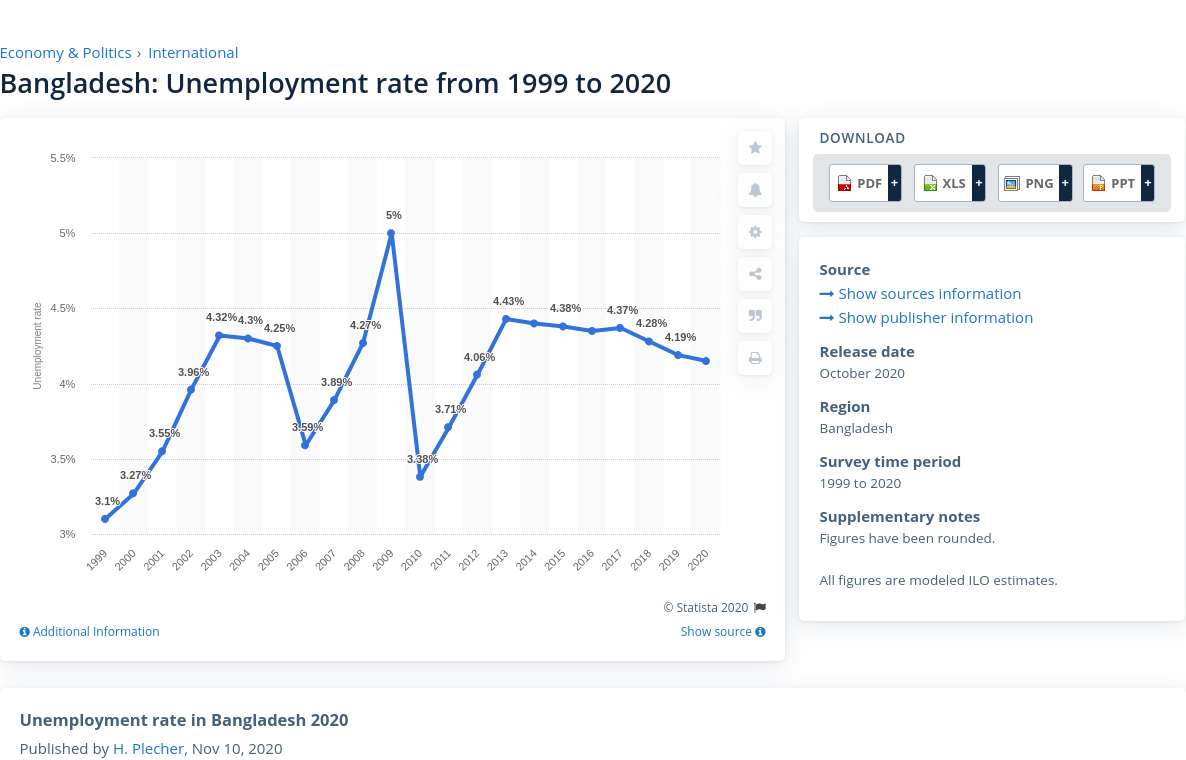 Economy & Politics › International
Bangladesh: Unemployment rate from 1999 to 2020
5.5%
5%
4.5%
4%
3.5%
3%
Unemployment rate
3.1%
3.27%
3.55%
3.96%
4.32%
4.3%
4.25%
3.59%
3.89%
4.27%
5%
3.38%
3.71%
4.06%
4.43%
4.38%
4.37%
4.28%
4.19%
1999 2000 2001 2002 2003 2004 2005 2006 2007 2008 2009 2010 2011 2012 2013 2014 2015 2016 2017 2018 2019 2020
© Statista 2020
Additional Information
Show source
DOWNLOAD
PDF + XLS + PNG + PPT +
Source
Show sources information
Show publisher information
Release date
October 2020
Region
Bangladesh
Survey time period
1999 to 2020
Supplementary notes
Figures have been rounded.
All figures are modeled ILO estimates.
Unemployment rate in Bangladesh 2020
Published by H. Plecher, Nov 10, 2020